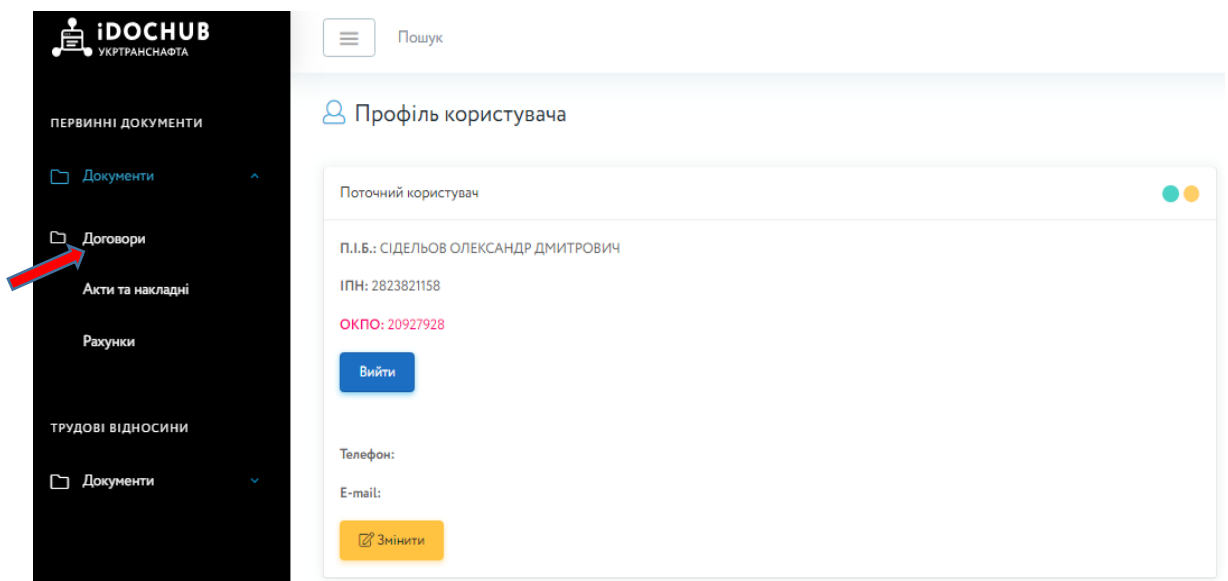 iDOCHUB
УКРТРАНСНАФТА
ПЕРВИННІ ДОКУМЕНТИ
Документи
Договори
Акти та накладні
Рахунки
ТРУДОВІ ВІДНОСИНИ
Документи
Пошук
Профіль користувача
Поточний користувач
П.І.Б.: СІДЕЛЬОВ ОЛЕКСАНДР ДМИТРОВИЧ
ІПН: 2823821158
ОКПО: 20927928
Вийти
Телефон:
E-mail:
Змінити